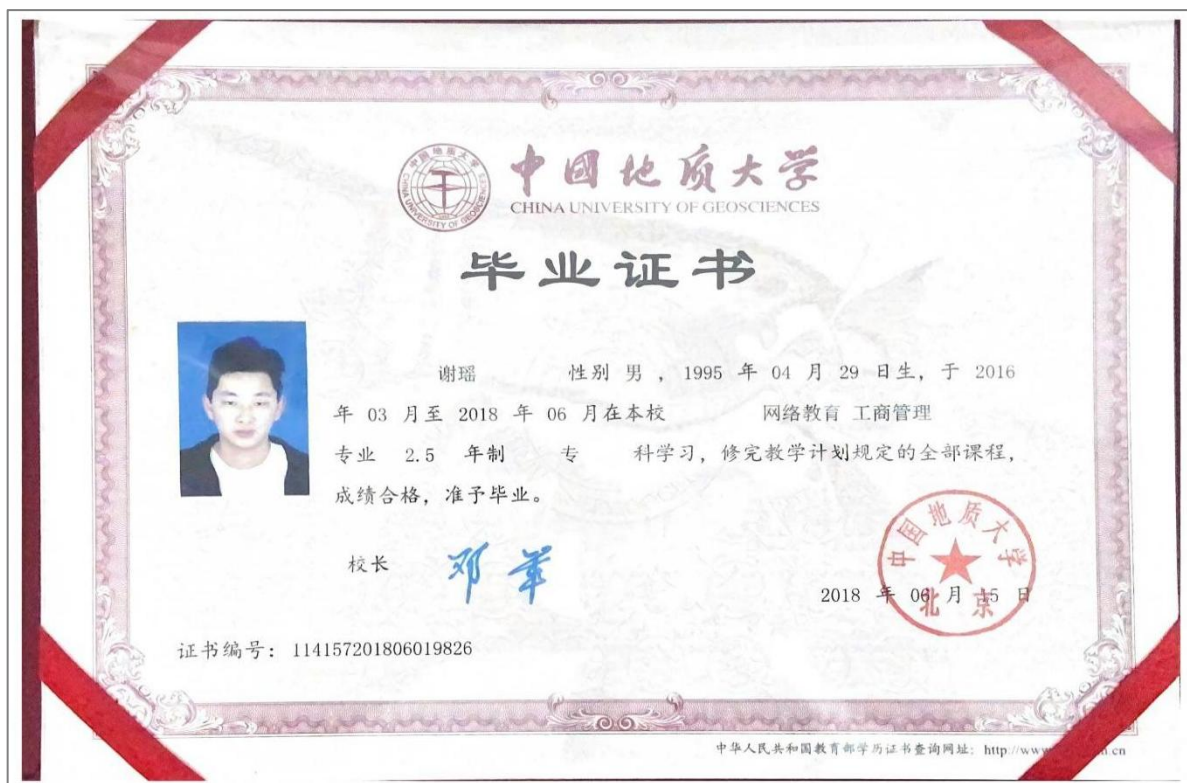 中國地质大学
CHINA UNIVERSITY OF GEOSCIENCES
毕业证书
谢瑶 性别 男 ，1995 年 04 月 29 日生，于 2016
年 03 月至 2018 年 06 月在本校 网络教育 工商管理
专业 2.5 年制 专 科学习，修完教学计划规定的全部课程，
成绩合格，准予毕业。
校长
中国地质大学
北京
2018 年 06 月 15 日
证书编号：114157201806019826
中华人民共和国教育部学历证书查询网址：http://www